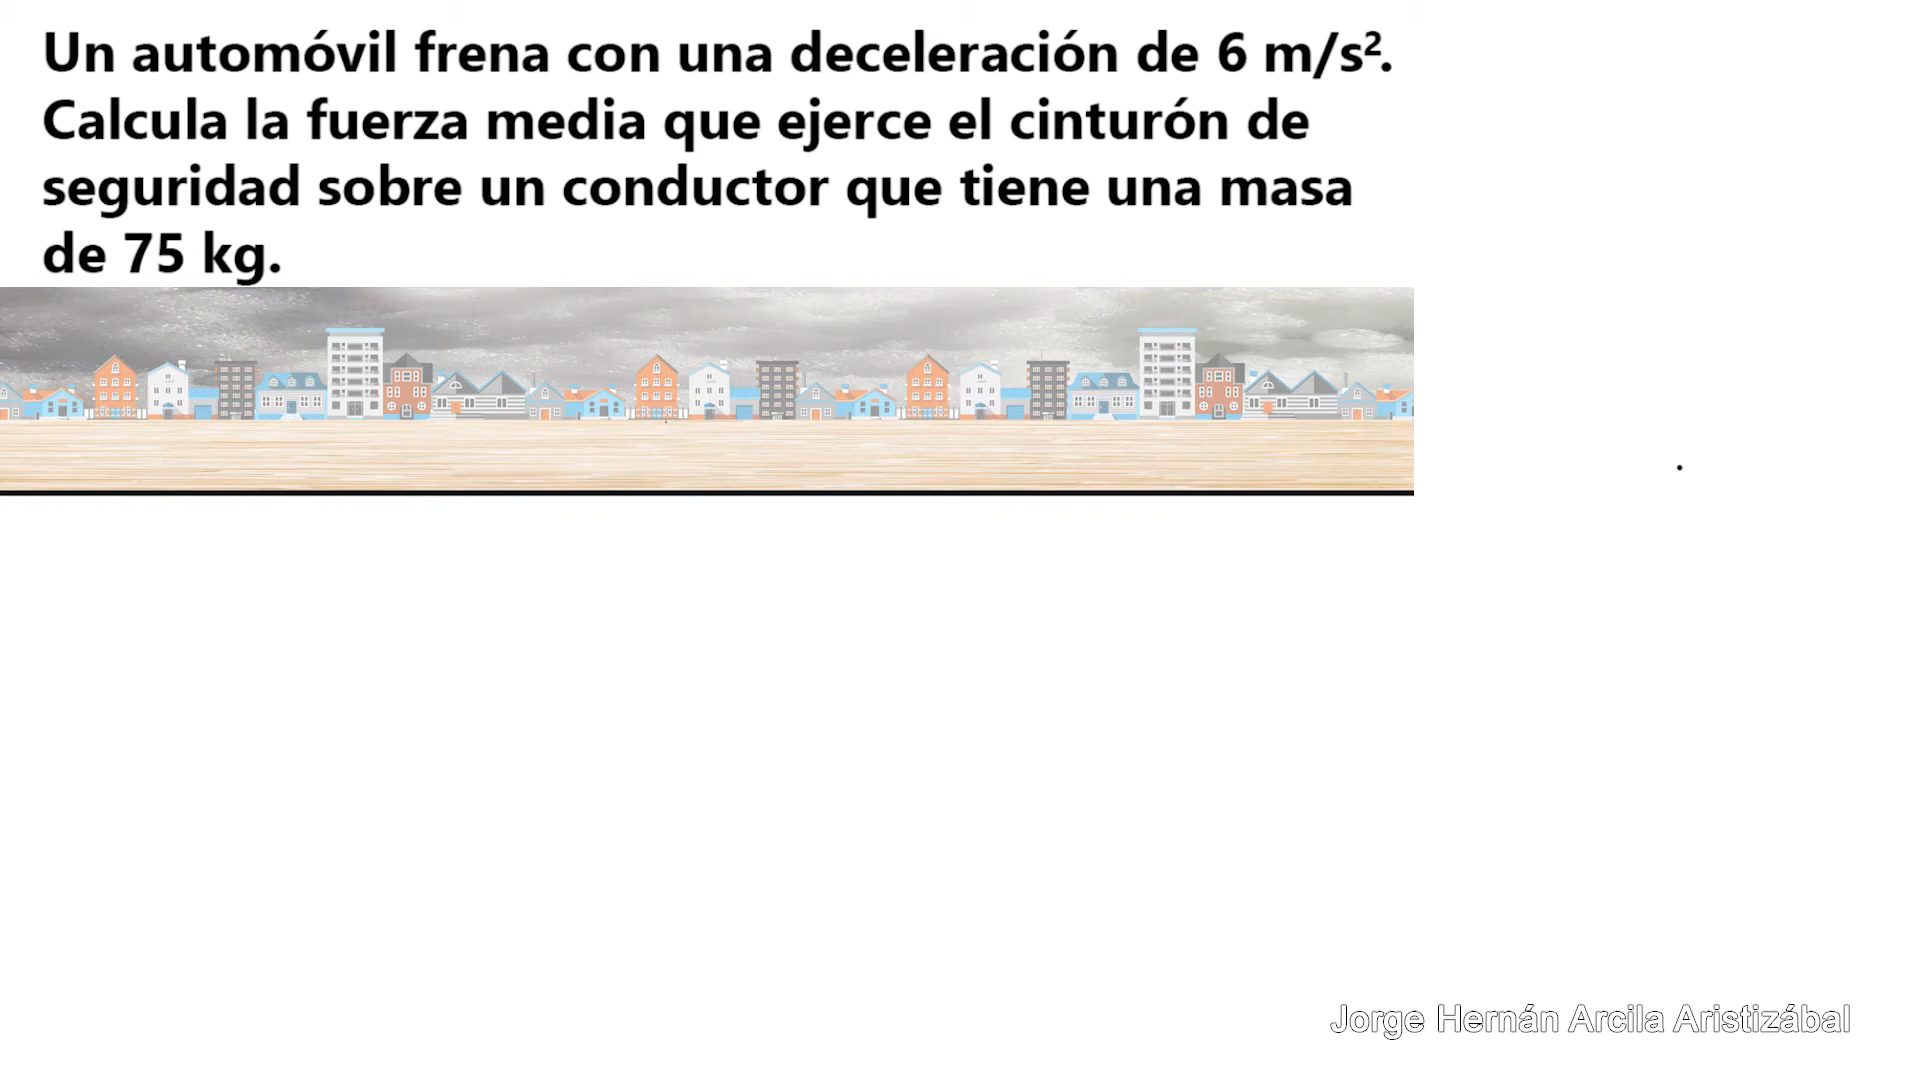 Un automóvil frena con una deceleración de 6 m/s².
Calcula la fuerza media que ejerce el cinturón de
seguridad sobre un conductor que tiene una masa
de 75 kg.
Jorge Hernán Arcila Aristizábal